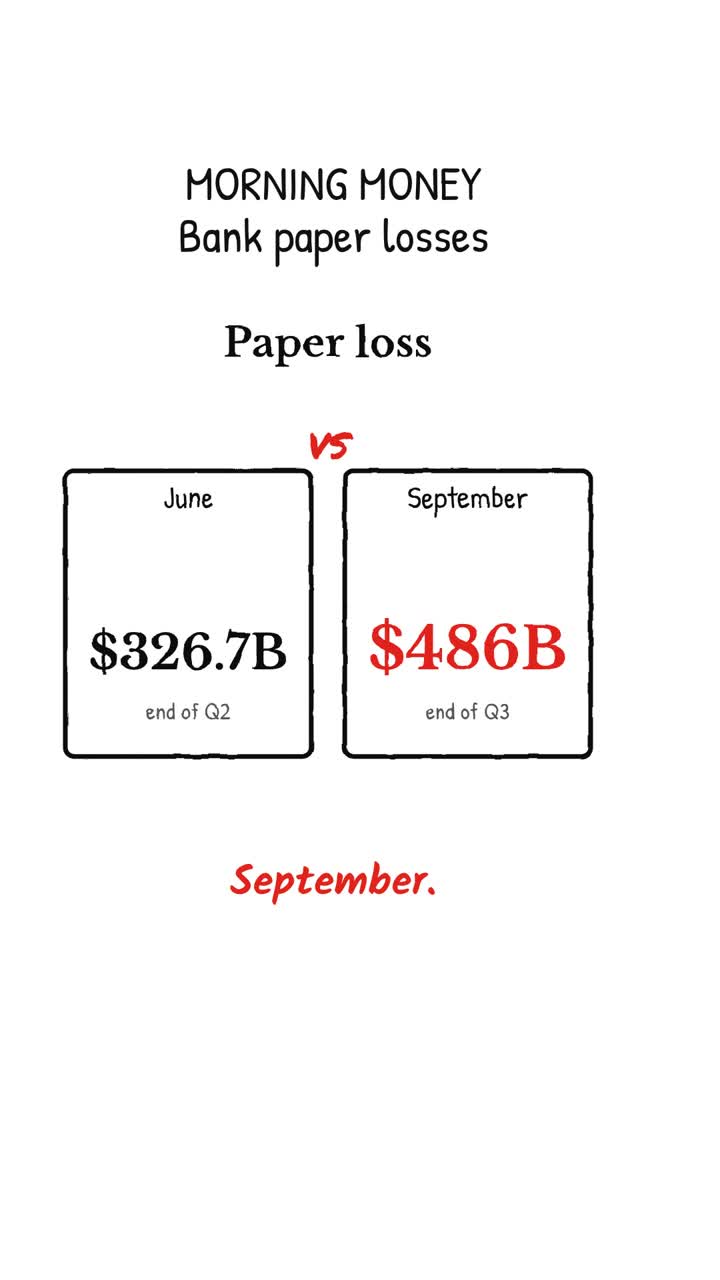 MORNING MONEY
Bank paper losses
Paper loss
vs
June
$326.7B
end of Q2
September
$486B
end of Q3
September.